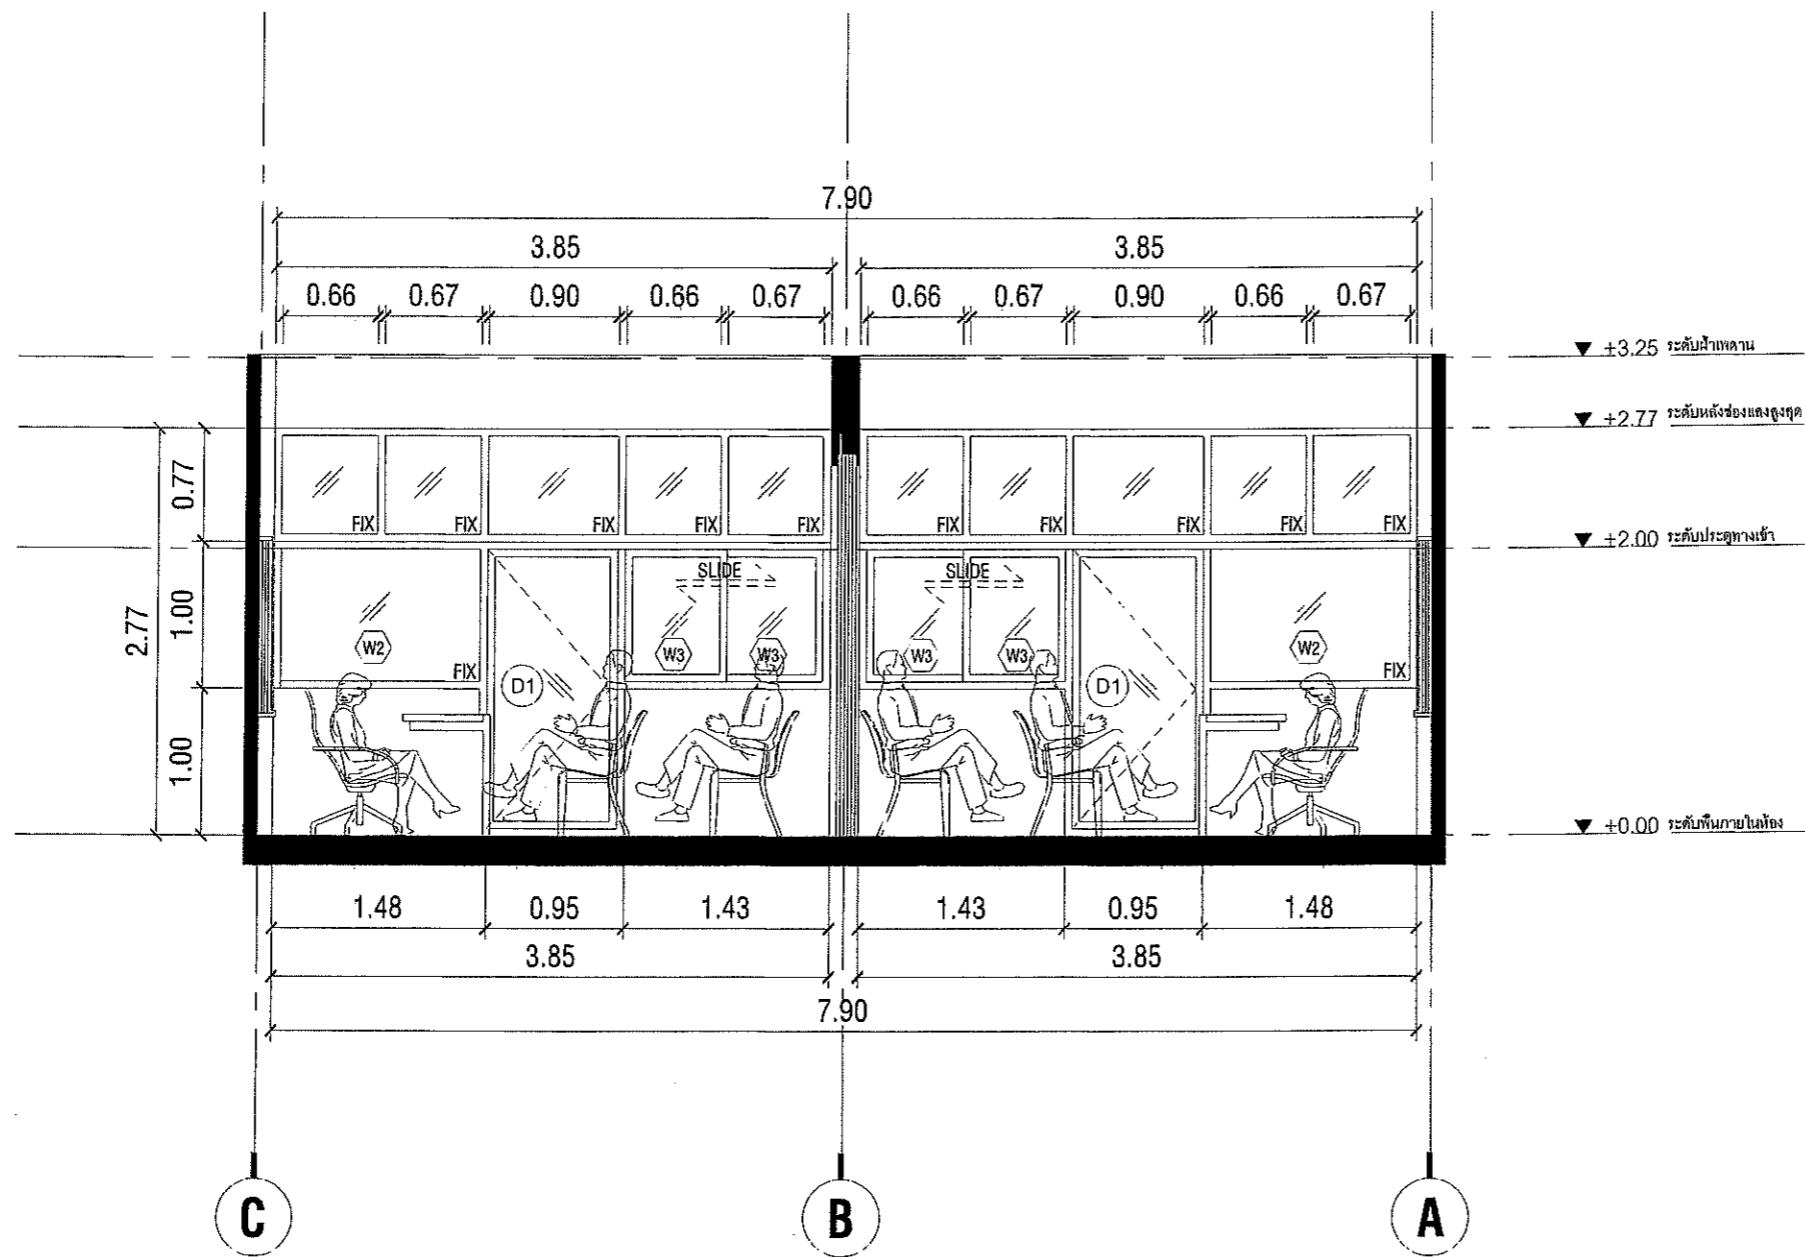 7.90
3.85 3.85
0.66 0.67 0.90 0.66 0.67 0.66 0.67 0.90 0.66 0.67
±3.25 ระดับฝ้าเพดาน
±2.77 ระดับหลังช่องแสงสูงสุด
0.77
FIX FIX FIX FIX FIX FIX FIX FIX FIX FIX
±2.00 ระดับประตูทางเข้า
SLIDE SLIDE
2.77
1.00
W2 W3 W3 W3 W3 W2
FIX FIX
D1 D1
1.00
±0.00 ระดับพื้นภายในห้อง
1.48 0.95 1.43 1.43 0.95 1.48
3.85 3.85
7.90
C B A